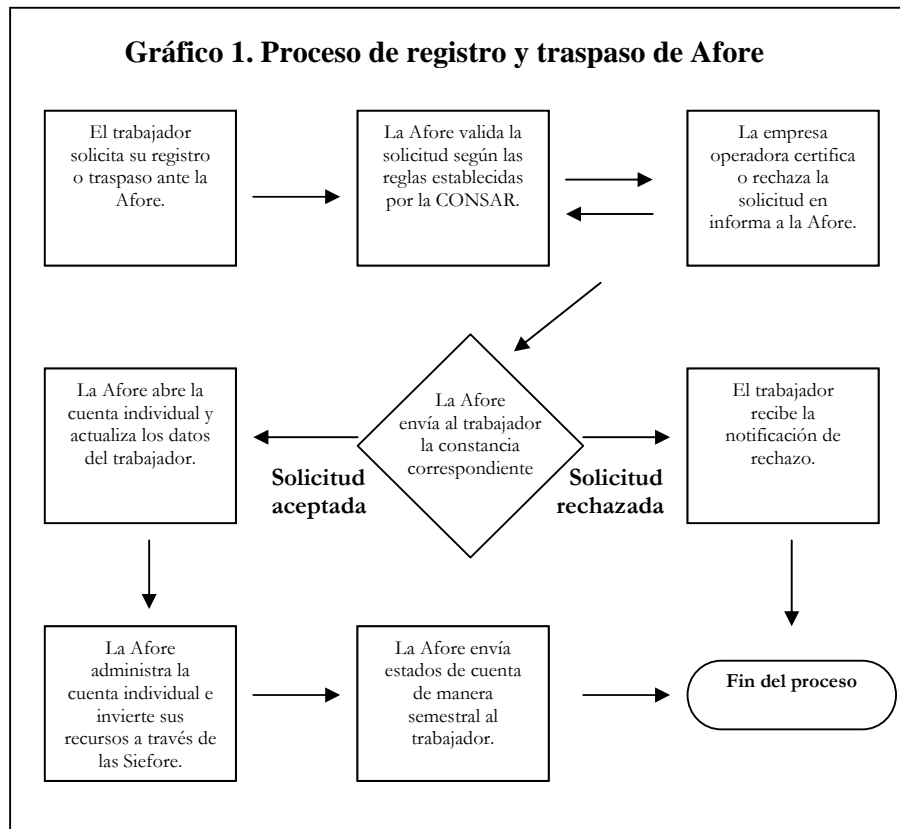 Gráfico 1. Proceso de registro y traspaso de Afore
El trabajador
solicita su registro
o traspaso ante la
Afore.
La Afore valida la
solicitud según las
reglas establecidas
por la CONSAR.
La empresa
operadora certifica
o rechaza la
solicitud en
informa a la Afore.
La Afore abre la
cuenta individual y
actualiza los datos
del trabajador.
La Afore
envía al trabajador
la constancia
correspondiente
El trabajador
recibe la
notificación de
rechazo.
Solicitud
aceptada
Solicitud
rechazada
La Afore
administra la
cuenta individual e
invierte sus
recursos a través de
las Siefore.
La Afore envía
estados de cuenta
de manera
semestral al
trabajador.
Fin del proceso